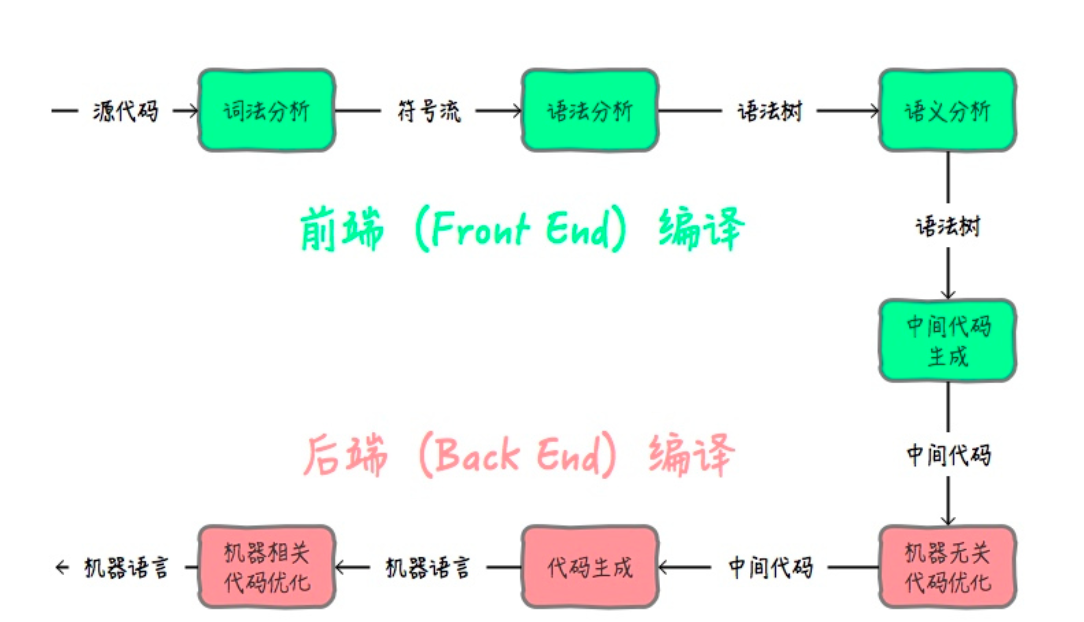 源代码
词法分析
符号流
语法分析
语法树
语义分析
前端 (Front End) 编译
语法树
中间代码
生成
后端 (Back End) 编译
中间代码
机器语言
机器相关
代码优化
机器语言
代码生成
中间代码
机器无关
代码优化